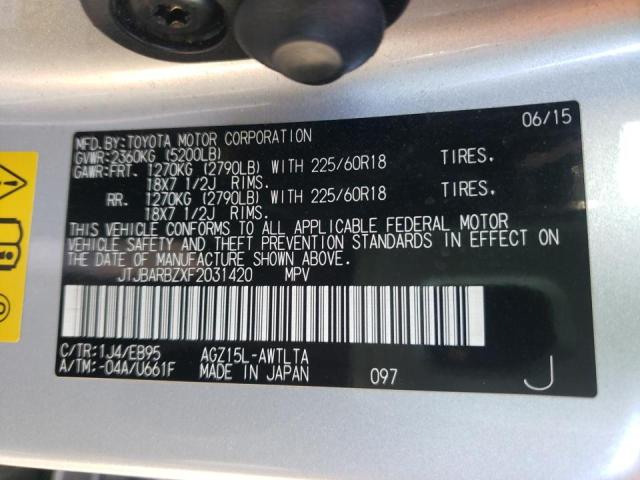 06/15
MFD.BY:TOYOTA MOTOR CORPORATION
GVWR:2360KG (5200LB)
GAWR:FRT. 1270KG (2790LB) WITH 225/60R18 TIRES.
18X7 1/2J RIMS.
RR. 1270KG (2790LB) WITH 225/60R18 TIRES.
18X7 1/2J RIMS.
THIS VEHICLE CONFORMS TO ALL APPLICABLE FEDERAL MOTOR
VEHICLE SAFETY AND THEFT PREVENTION STANDARDS IN EFFECT ON
THE DATE OF MANUFACTURE SHOWN ABOVE.
JTJBARBZXF2031420 MPV
C/TR:1J4/EB95 AGZ15L-AWTLTA
A/TM:-04A/U661F MADE IN JAPAN 097 J